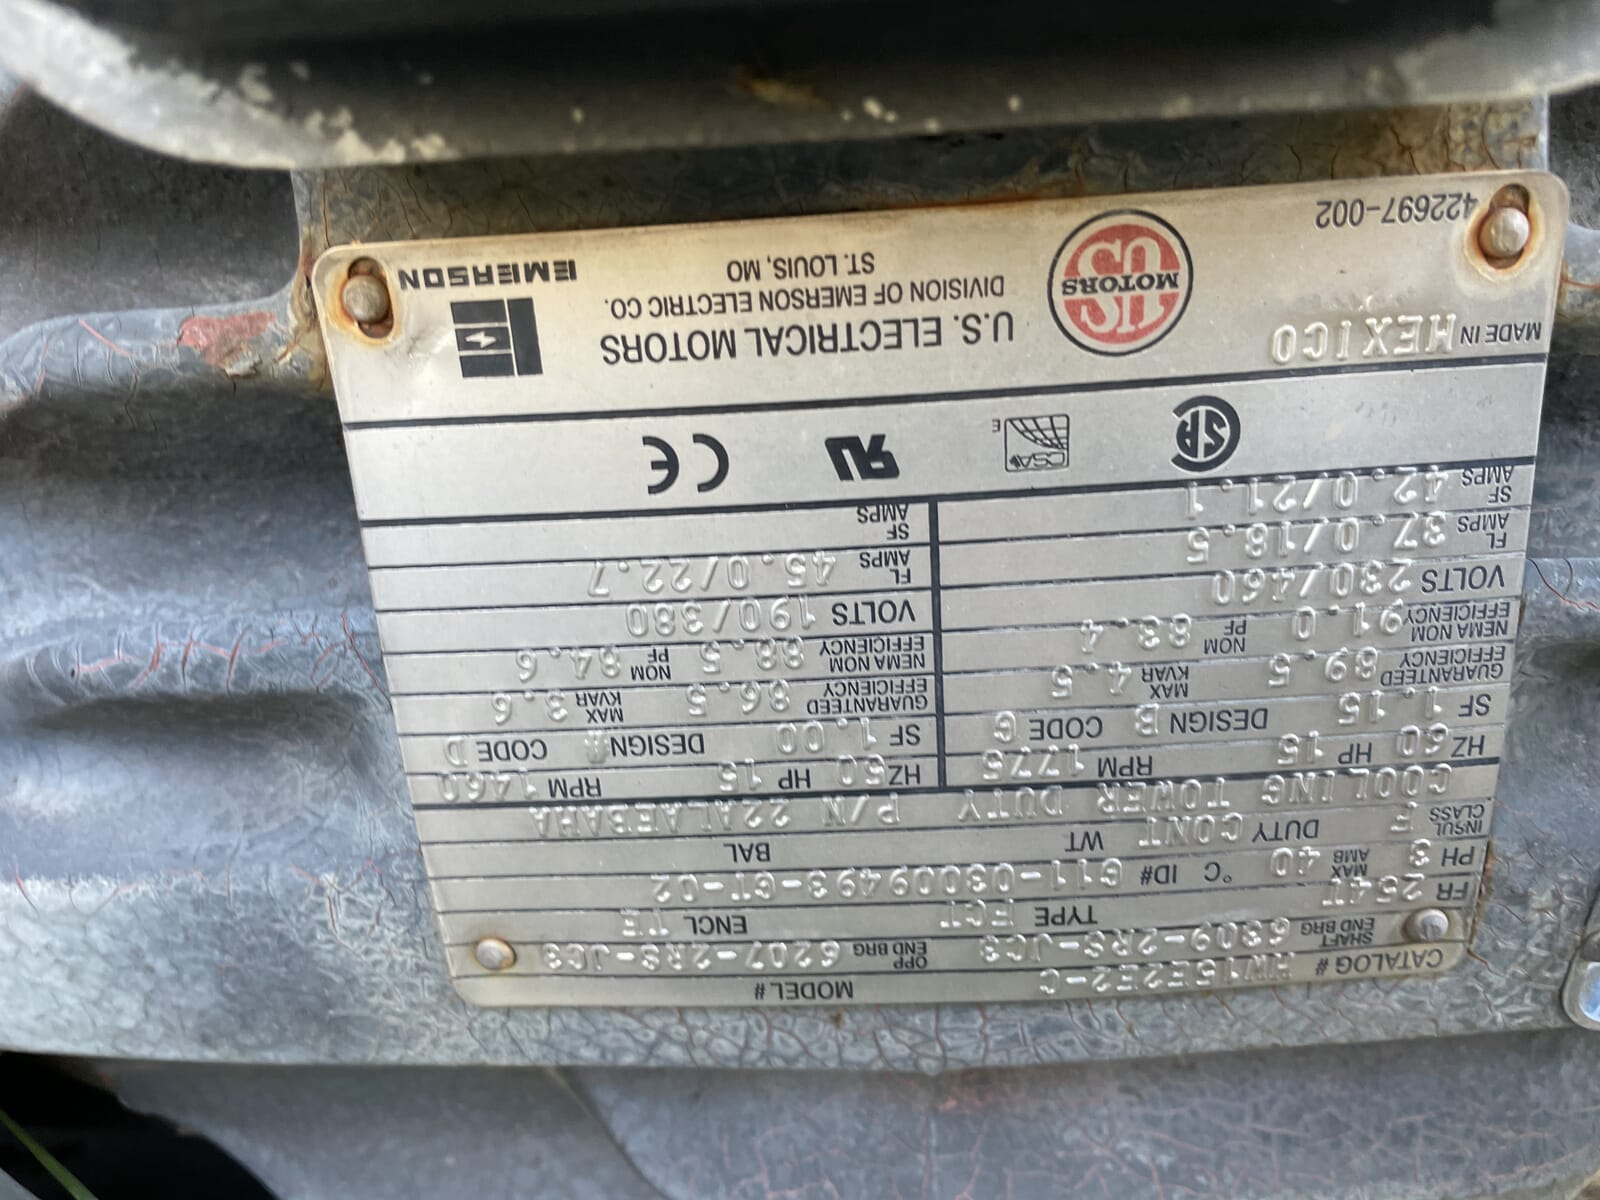 422697-002
MADE IN MEXICO
US MOTORS
U.S. ELECTRICAL MOTORS
DIVISION OF EMERSON ELECTRIC CO.
ST. LOUIS, MO
EMERSON
CATALOG # HW15E2E2-C MODEL #
SHAFT END BRG 6309-2RS-JC3 OPP END BRG 6207-2RS-JC3
FR 254T TYPE FCT ENCL TE
PH 3 MAX AMB 40 °C ID# G11-03009493-GT-02
INSUL CLASS F DUTY CONT WT BAL
COOLING TOWER DUTY P/N 22ALAEBAHA
HZ 60 HP 15 RPM 1775
SF 1.15 DESIGN B CODE G
GUARANTEED EFFICIENCY 89.5 MAX KVAR 4.5
NEMA NOM EFFICIENCY 91.0 NOM PF 83.4
VOLTS 230/460
FL AMPS 37.0/18.5
SF AMPS 42.0/21.1
HZ 50 HP 15 RPM 1460
SF 1.00 DESIGN CODE D
GUARANTEED EFFICIENCY 86.5 MAX KVAR 3.6
NEMA NOM EFFICIENCY 88.5 NOM PF 84.6
VOLTS 190/380
FL AMPS 45.0/22.7
SF AMPS
SA CSA E UR CE